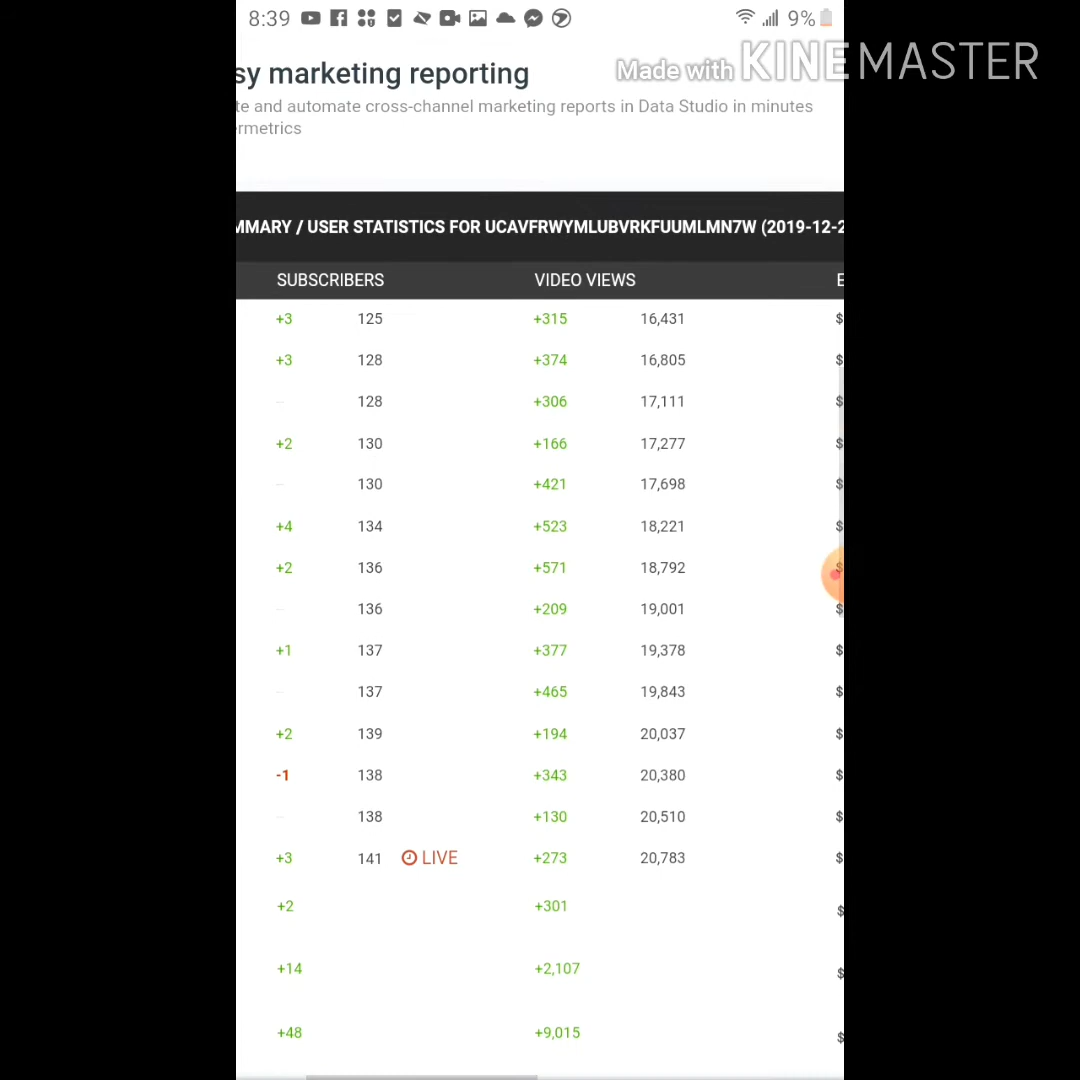 8:39 9%
Made with KINEMASTER
sy marketing reporting
te and automate cross-channel marketing reports in Data Studio in minutes
rmetrics
MMARY / USER STATISTICS FOR UCAVFRWYMLUBVRKFUUMLMN7W (2019-12-2
SUBSCRIBERS VIDEO VIEWS E
+3 125 +315 16,431 $
+3 128 +374 16,805 $
-- 128 +306 17,111 $
+2 130 +166 17,277 $
-- 130 +421 17,698 $
+4 134 +523 18,221 $
+2 136 +571 18,792 $
-- 136 +209 19,001 $
+1 137 +377 19,378 $
-- 137 +465 19,843 $
+2 139 +194 20,037 $
-1 138 +343 20,380 $
-- 138 +130 20,510 $
+3 141 LIVE +273 20,783 $
+2 +301 $
+14 +2,107 $
+48 +9,015 $